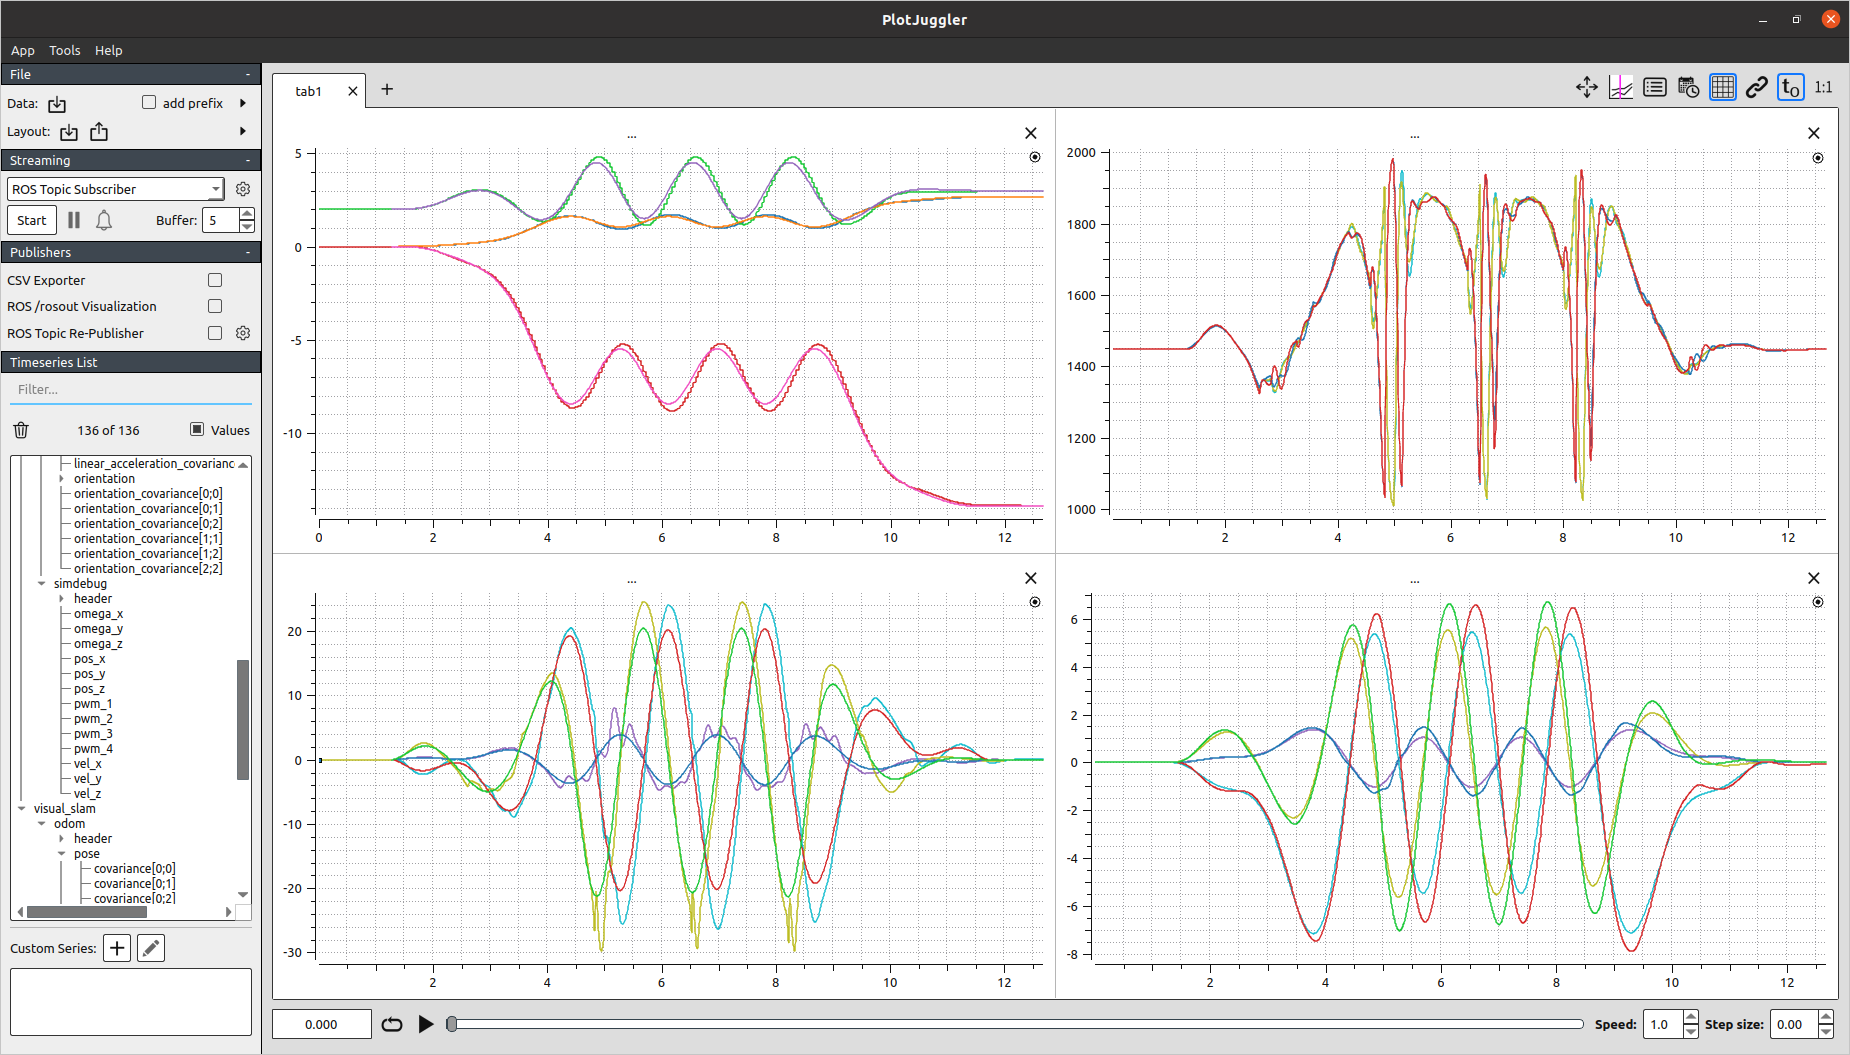 PlotJuggler
App Tools Help
File -
Data: add prefix
Layout:
Streaming -
ROS Topic Subscriber
Start Buffer: 5
Publishers -
CSV Exporter
ROS /rosout Visualization
ROS Topic Re-Publisher
Timeseries List
Filter...
136 of 136 Values
linear_acceleration_covarianc
orientation
orientation_covariance[0;0]
orientation_covariance[0;1]
orientation_covariance[0;2]
orientation_covariance[1;1]
orientation_covariance[1;2]
orientation_covariance[2;2]
simdebug
header
omega_x
omega_y
omega_z
pos_x
pos_y
pos_z
pwm_1
pwm_2
pwm_3
pwm_4
vel_x
vel_y
vel_z
visual_slam
odom
header
pose
covariance[0;0]
covariance[0;1]
covariance[0;2]
Custom Series:
tab1
t0 1:1
...
5
0
-5
-10
0 2 4 6 8 10 12
...
2000
1800
1600
1400
1200
1000
2 4 6 8 10 12
...
20
10
0
-10
-20
-30
2 4 6 8 10 12
...
6
4
2
0
-2
-4
-6
-8
2 4 6 8 10 12
0.000 Speed: 1.0 Step size: 0.00